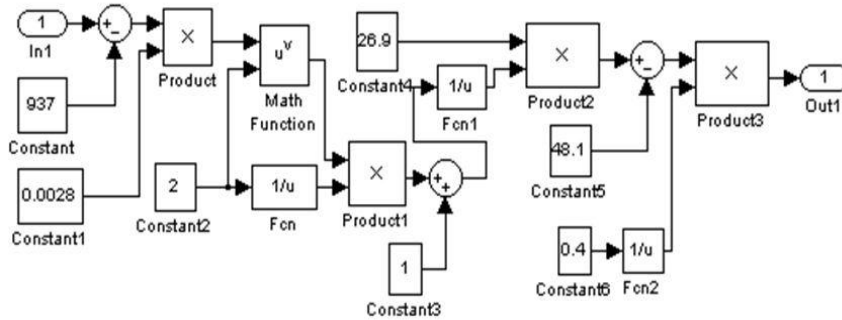 1
In1
+
−
×
Product
937
Constant
0.0028
Constant1
u^v
Math
Function
2
Constant2
1/u
Fcn
×
Product1
+
+
1
Constant3
26.9
Constant4
1/u
Fcn1
×
Product2
+
−
48.1
Constant5
0.4
Constant6
1/u
Fcn2
×
Product3
1
Out1